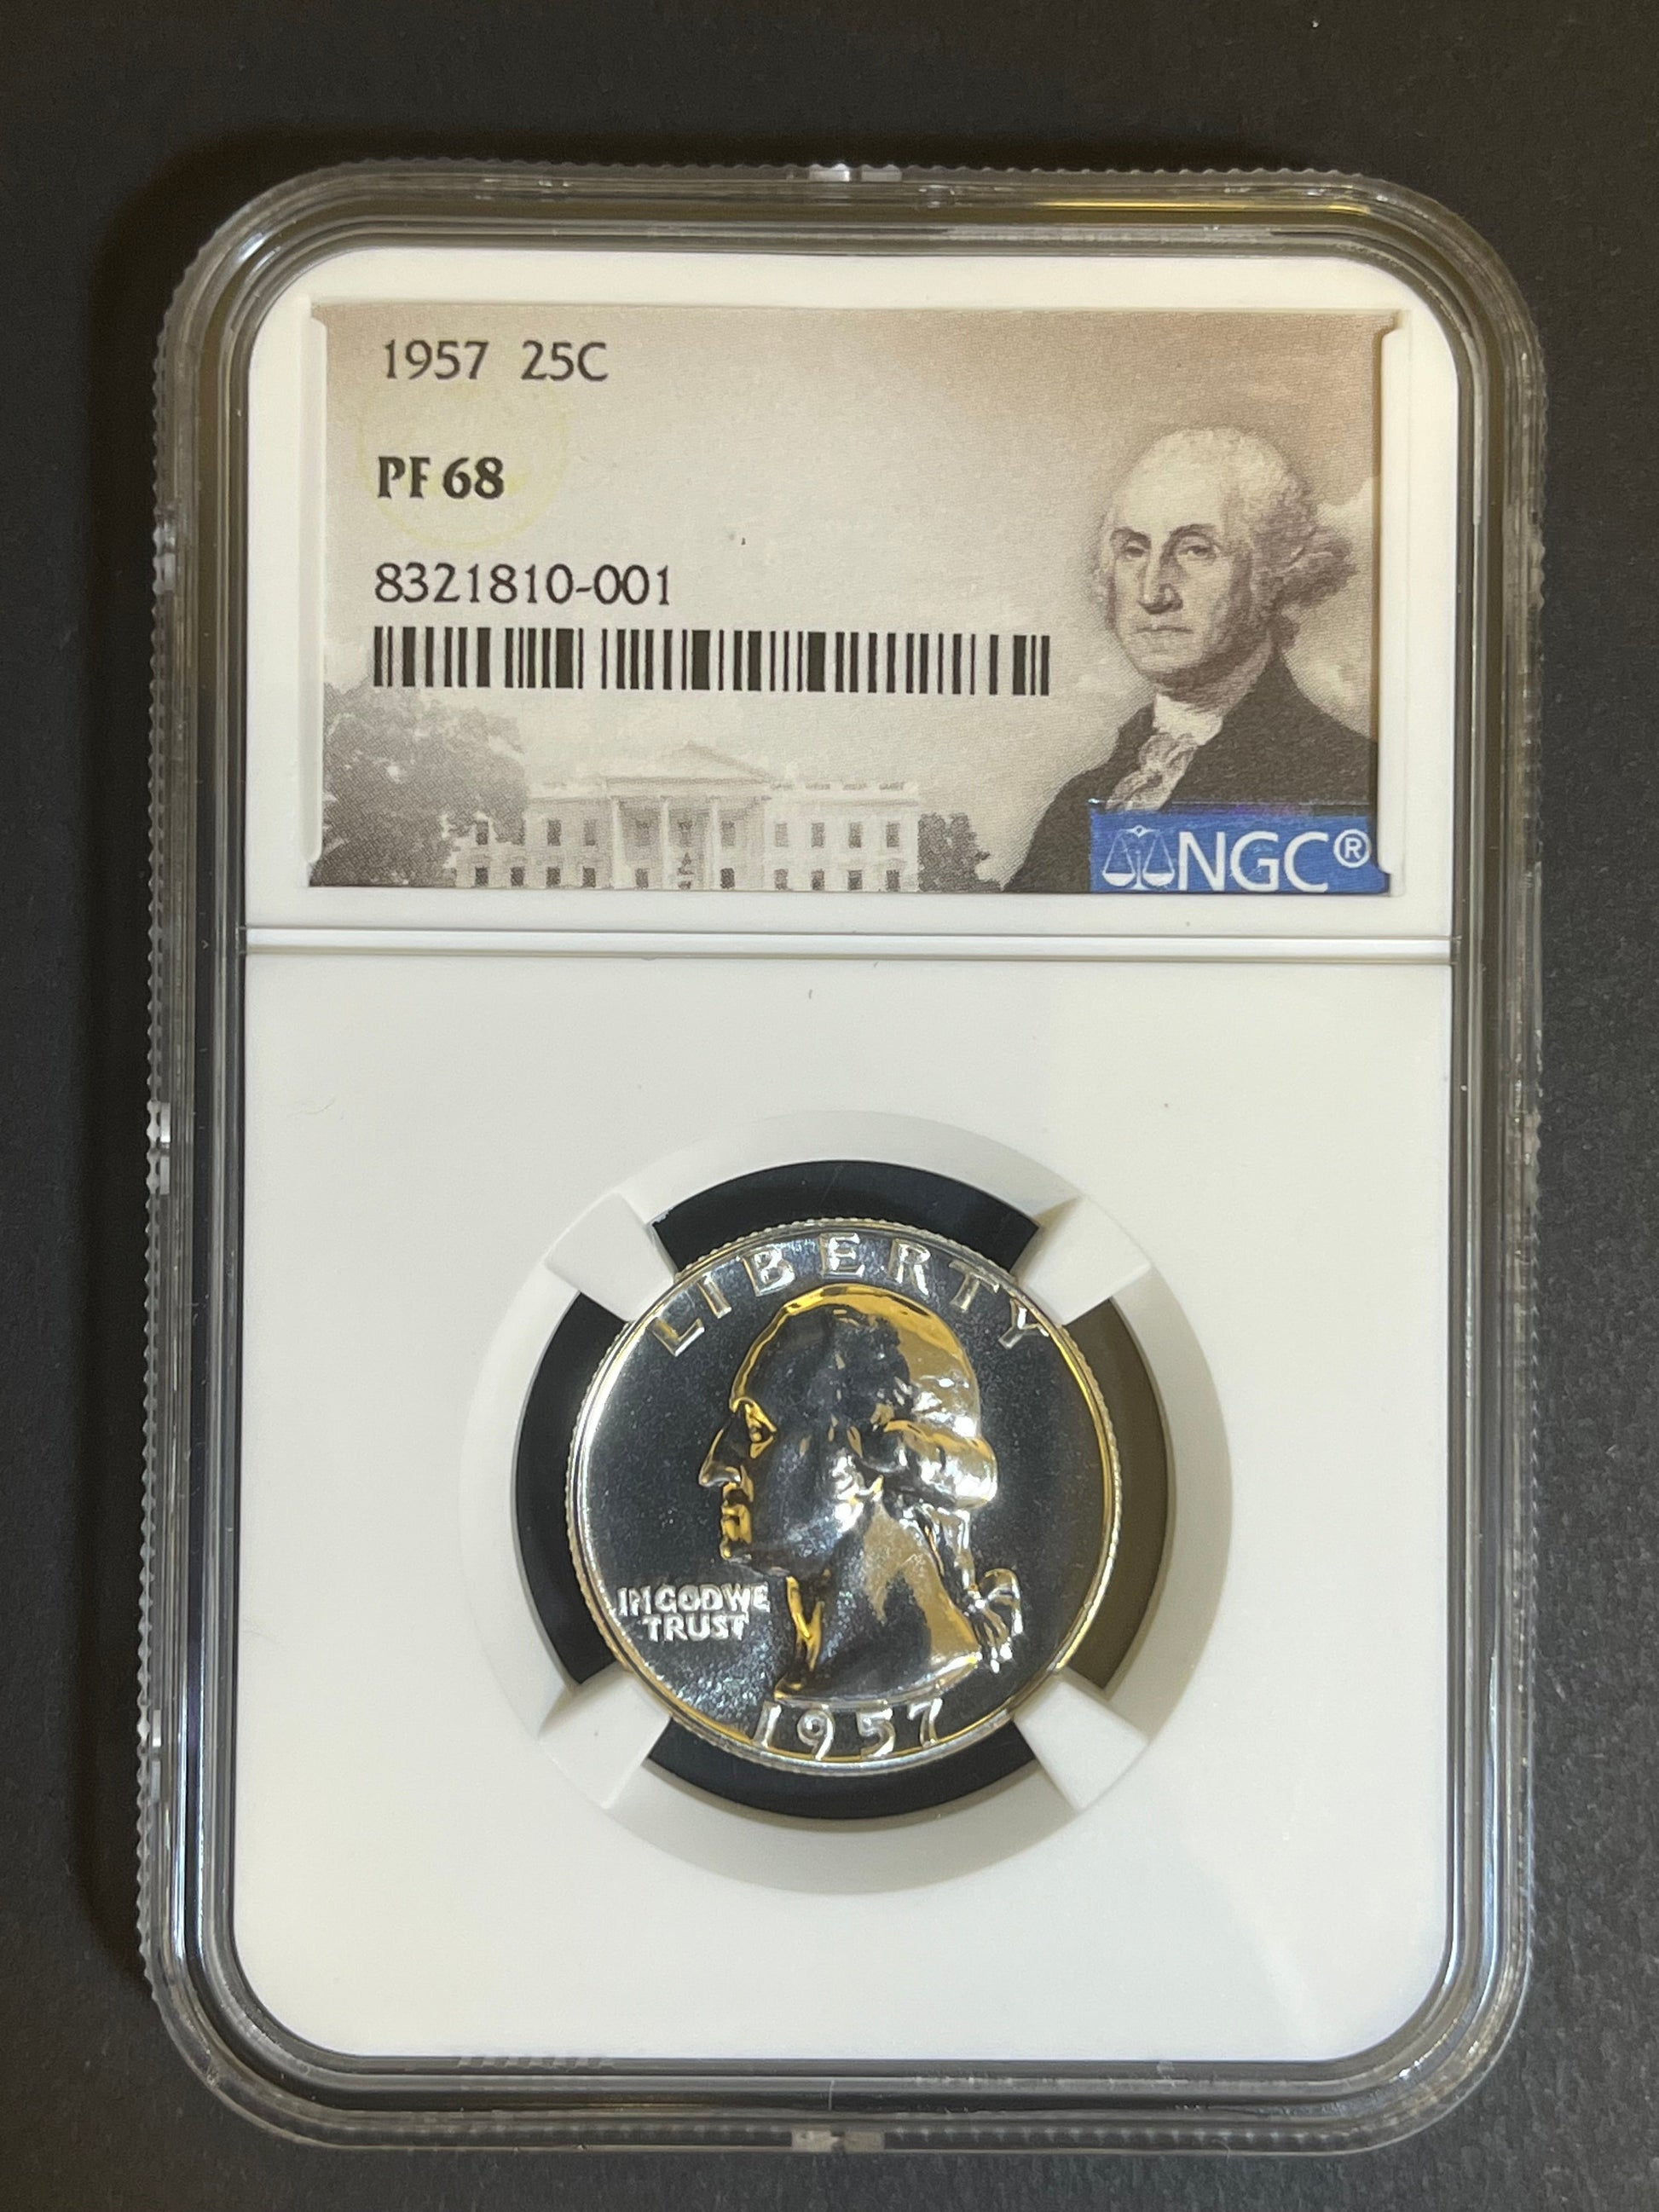 1957 25C
PF 68
8321810-001
NGC®
LIBERTY
IN GOD WE
TRUST
1957